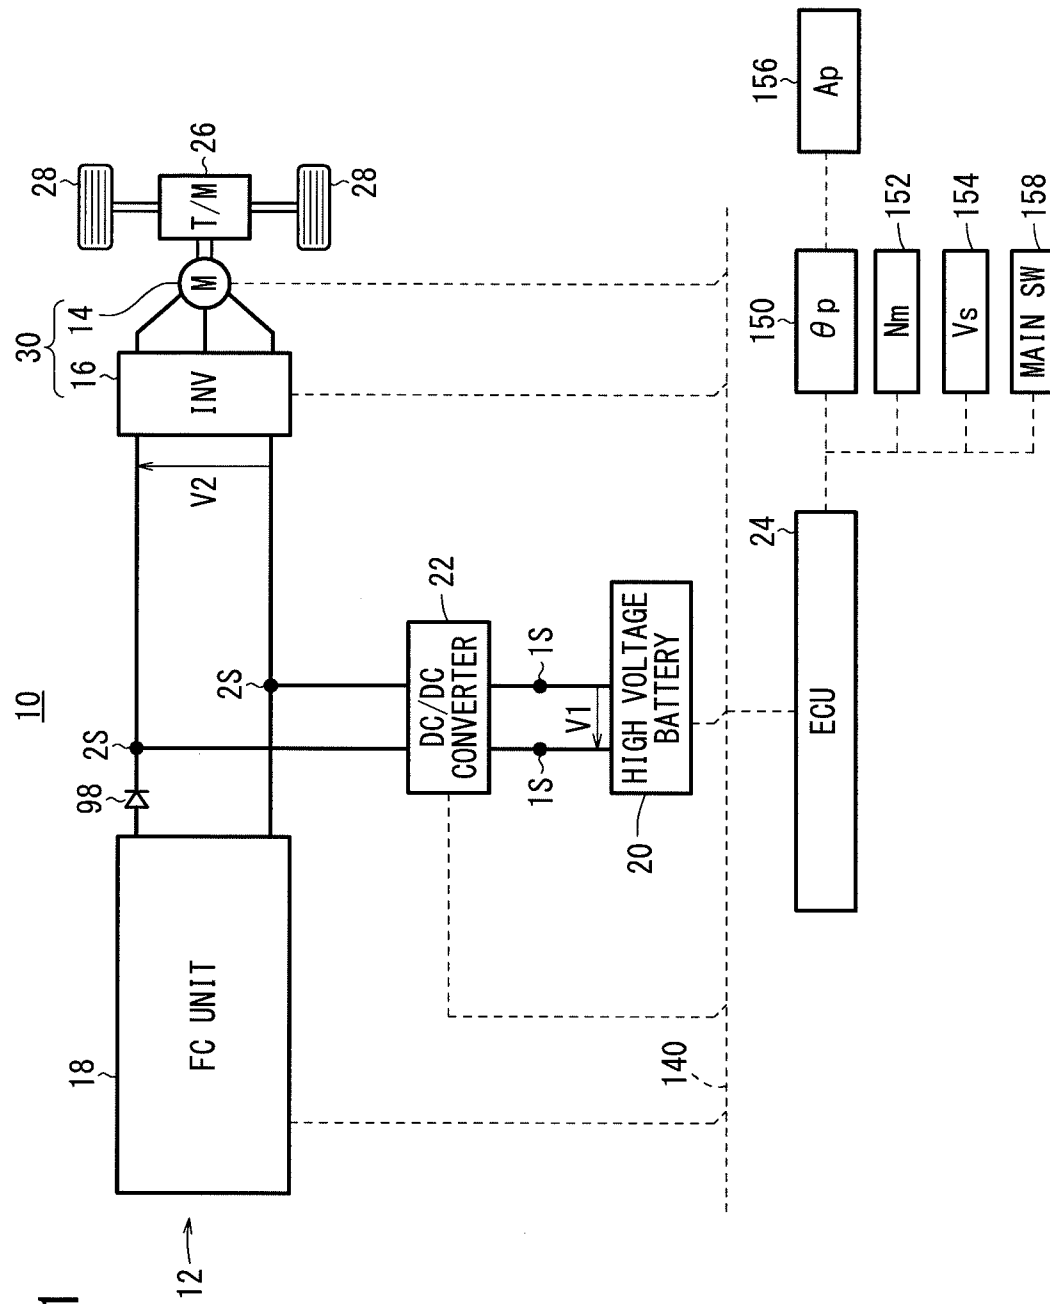 1
10
12
18
FC UNIT
98
2S
2S
V2
30
16
14
INV
M
28
T/M
26
28
22
DC/DC
CONVERTER
1S
1S
V1
HIGH VOLTAGE
BATTERY
20
140
24
ECU
150
θp
156
Ap
Nm
152
Vs
154
MAIN SW
158